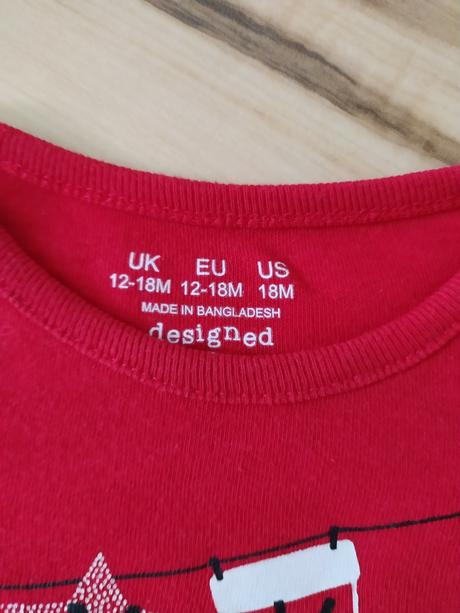 UK EU US
12-18M 12-18M 18M
MADE IN BANGLADESH
designed